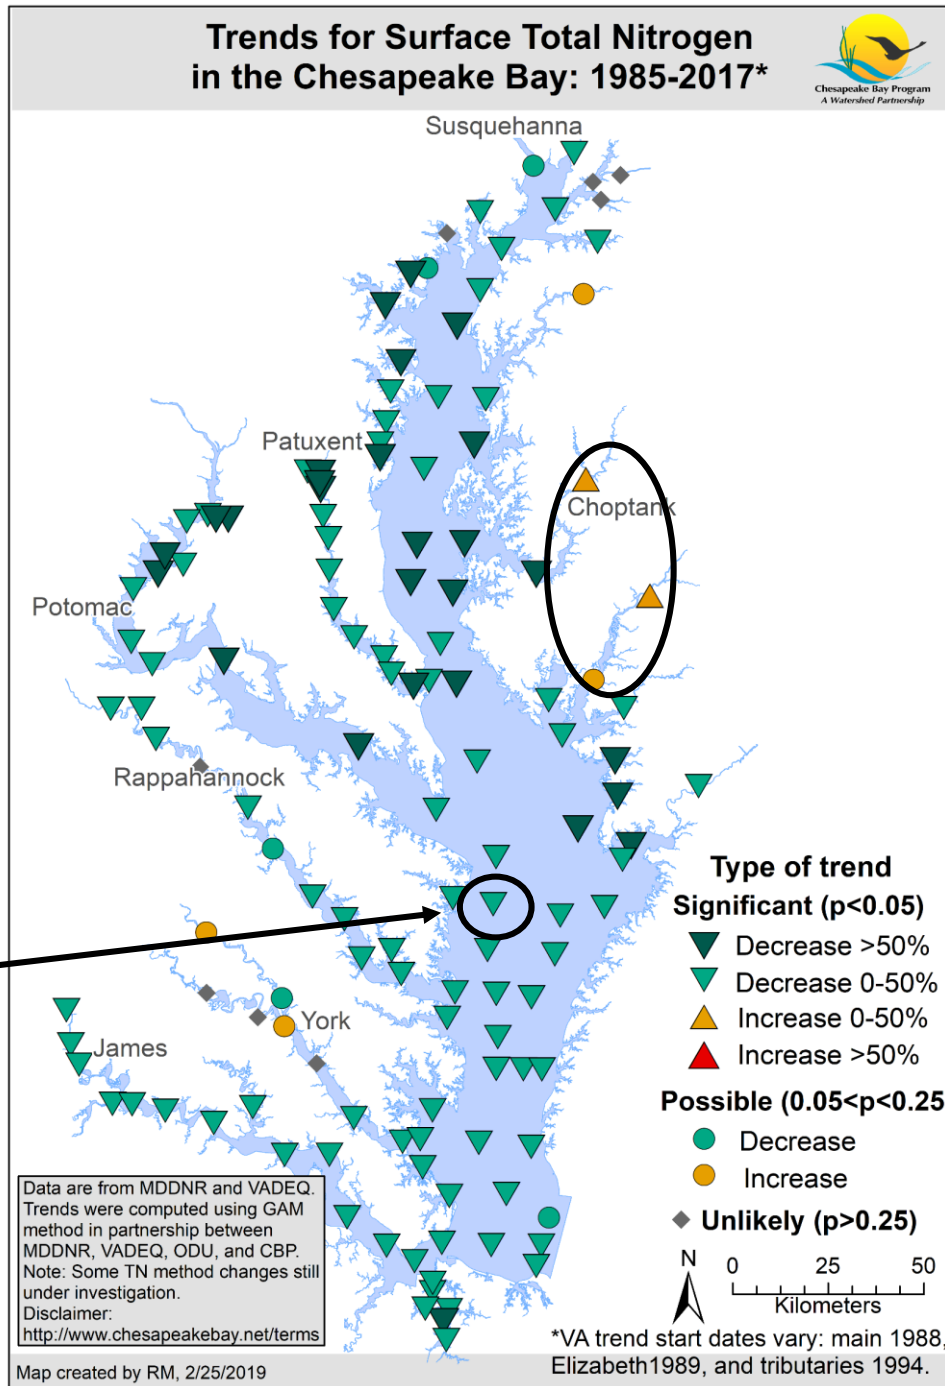 Trends for Surface Total Nitrogen
in the Chesapeake Bay: 1985-2017*
Chesapeake Bay Program
A Watershed Partnership
Susquehanna
Patuxent
Choptank
Potomac
Rappahannock
York
James
Type of trend
Significant (p<0.05)
Decrease >50%
Decrease 0-50%
Increase 0-50%
Increase >50%
Possible (0.05<p<0.25
Decrease
Increase
Unlikely (p>0.25)
N
0 25 50
Kilometers
Data are from MDDNR and VADEQ.
Trends were computed using GAM
method in partnership between
MDDNR, VADEQ, ODU, and CBP.
Note: Some TN method changes still
under investigation.
Disclaimer:
http://www.chesapeakebay.net/terms
*VA trend start dates vary: main 1988,
Elizabeth1989, and tributaries 1994.
Map created by RM, 2/25/2019